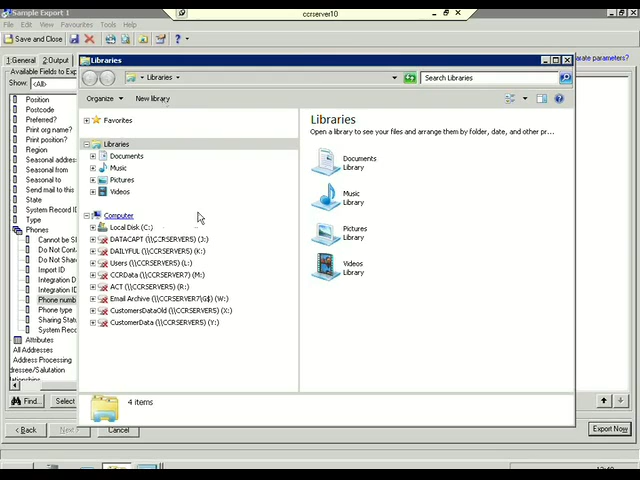 Sample Export 1
ccrserver10
File Edit View Favourites Tools Help
Save and Close
1:General 2:Output
Available Fields to Exp
Show: <All>
arate parameters?
Position
Postcode
Preferred?
Print org name?
Print position?
Region
Seasonal address
Seasonal from
Seasonal to
Send mail to this
State
System Record ID
Type
Phones
Cannot be S
Do Not Con
Do Not Sha
Import ID
Integration D
Integration ID
Phone numb
Phone type
Sharing Stat
System Reco
Attributes
All Addresses
Address Processing
dressee/Salutation
lationships
Find...
Select
< Back
Next >
Cancel
Export Now
Libraries
Libraries
Search Libraries
Organize New library
Favorites
Libraries
Documents
Music
Pictures
Videos
Computer
Local Disk (C:)
DATACAPT (\\CCRSERVER5) (J:)
DAILYFUL (\\CCRSERVER5) (K:)
Users (\\CCRSERVER5) (L:)
CCRData (\\CCRSERVER7) (M:)
ACT (\\CCRSERVER5) (R:)
Email Archive (\\CCRSERVER7\G$) (W:)
CustomersDataOld (\\CCRSERVER5) (X:)
CustomerData (\\CCRSERVER5) (Y:)
Libraries
Open a library to see your files and arrange them by folder, date, and other pr...
Documents
Library
Music
Library
Pictures
Library
Videos
Library
4 items